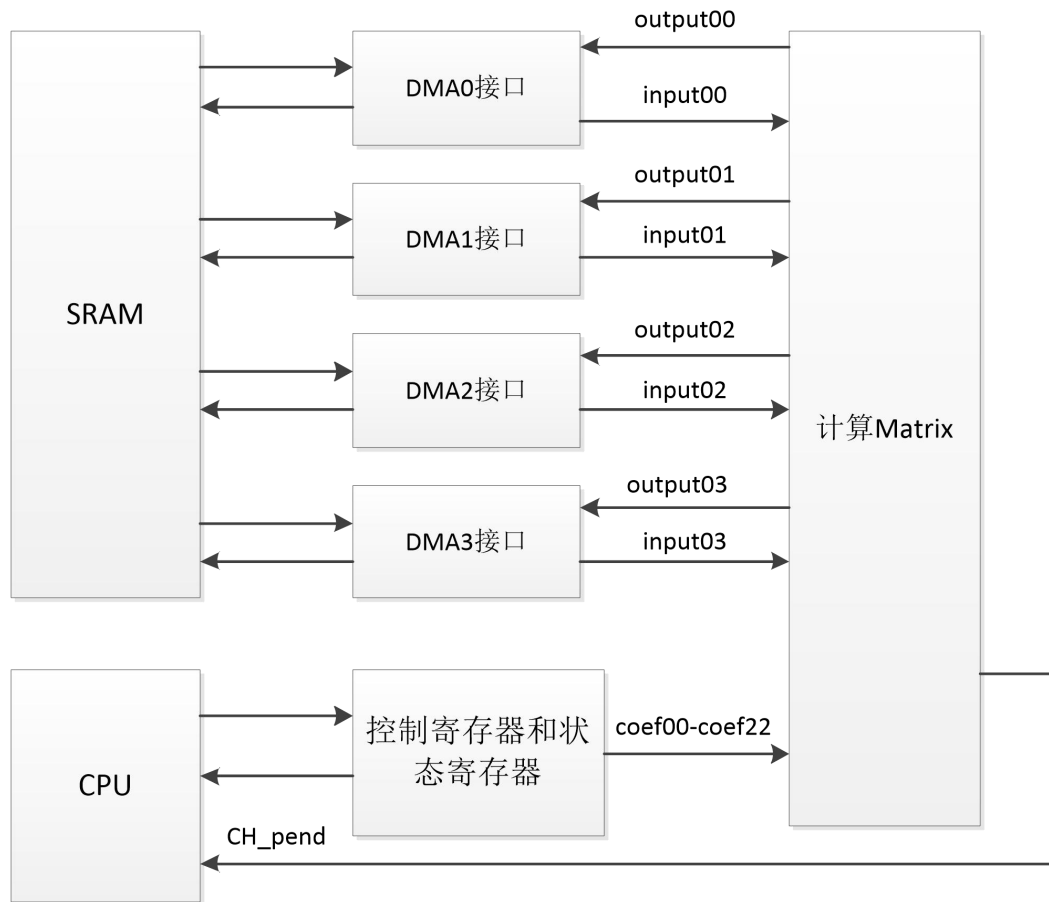 output00
DMA0接口
input00
output01
DMA1接口
input01
SRAM
output02
DMA2接口
input02
计算Matrix
output03
DMA3接口
input03
控制寄存器和状
态寄存器
coef00-coef22
CPU
CH_pend